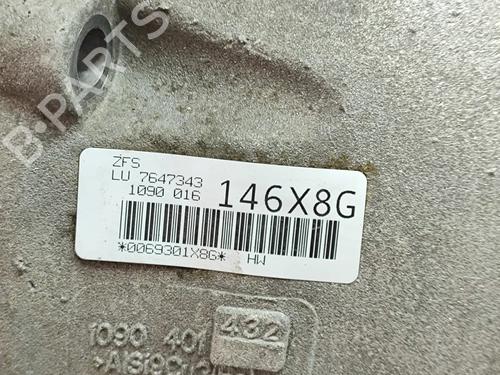 B-PARTS
ZFS
LU 7647343
1090 016
146X8G
*0069301X8G* HW
1090 401 432